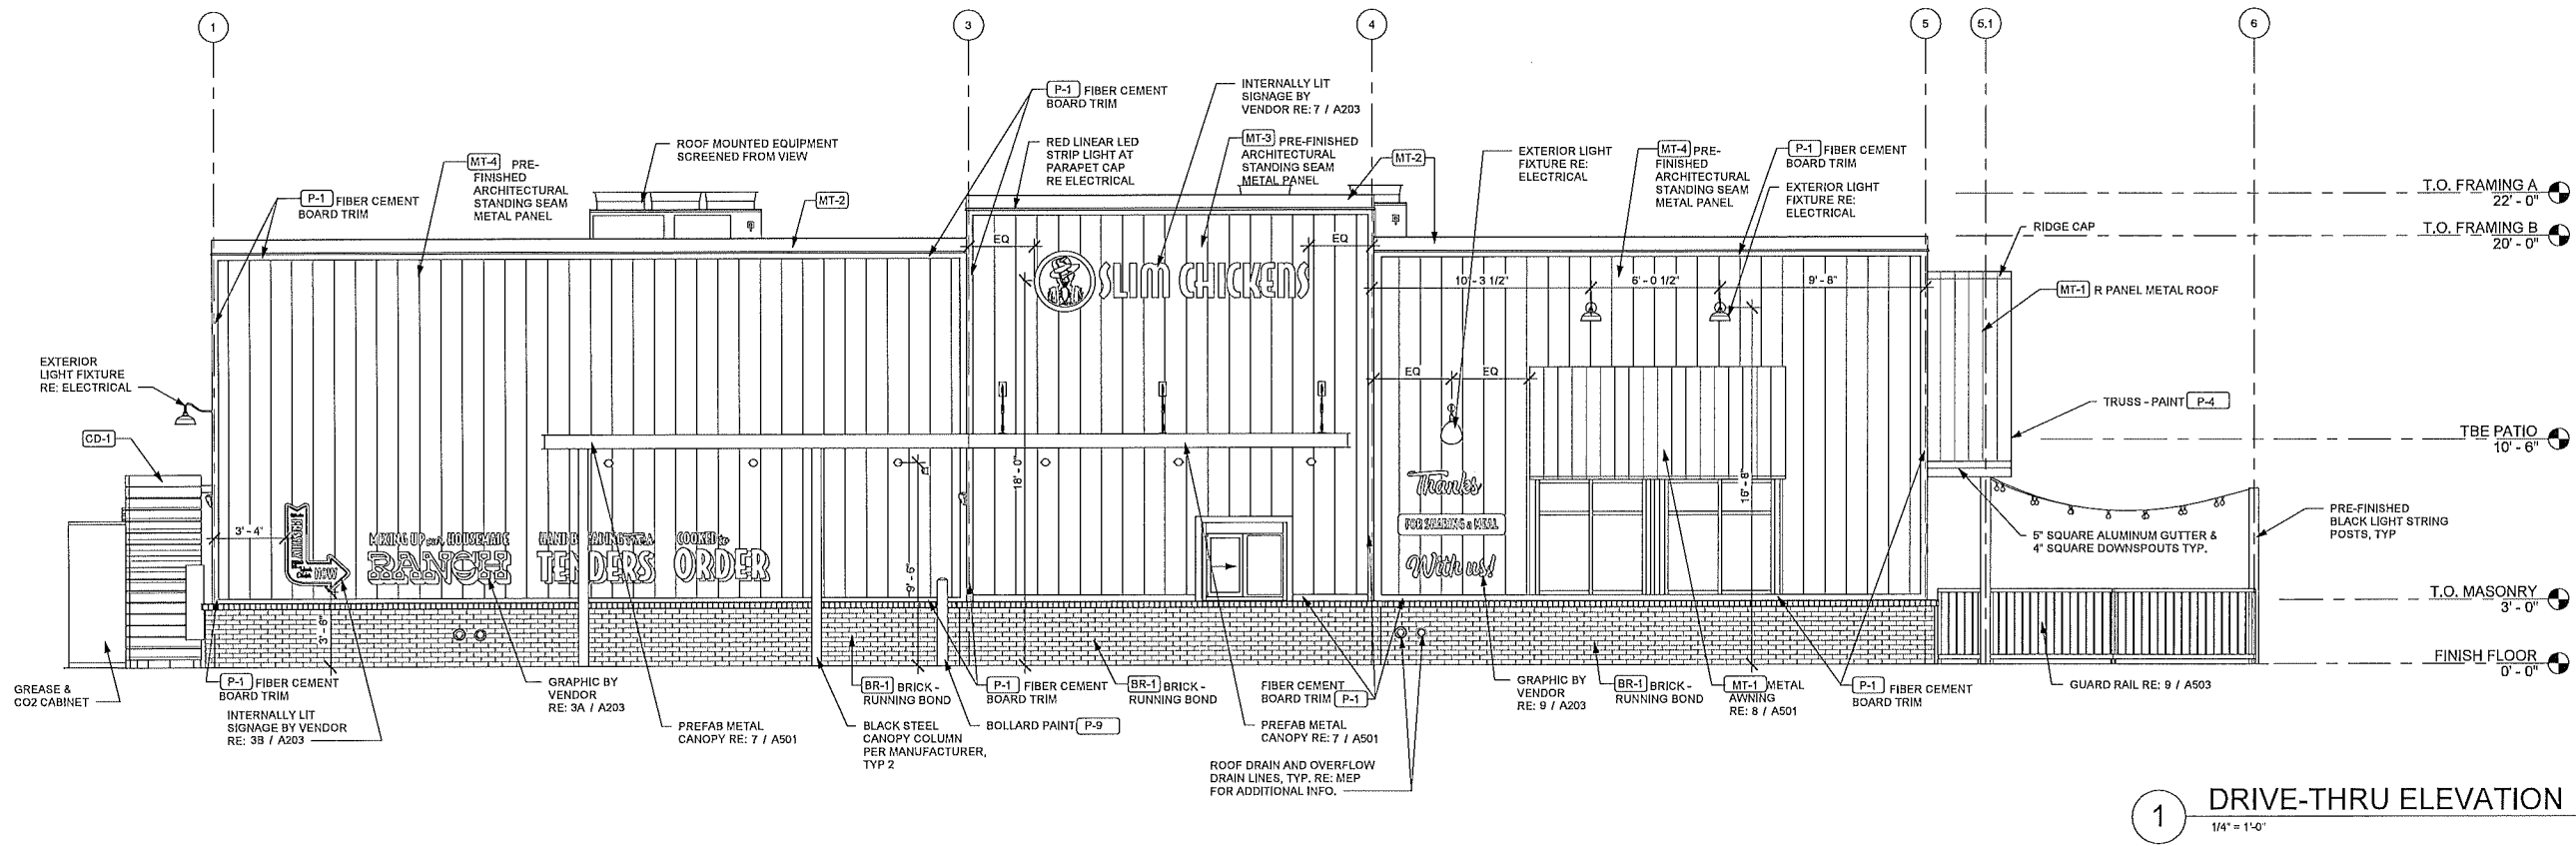 1
3
4
5
5.1
6
P-1 FIBER CEMENT
BOARD TRIM
INTERNALLY LIT
SIGNAGE BY
VENDOR RE: 7 / A203
ROOF MOUNTED EQUIPMENT
SCREENED FROM VIEW
RED LINEAR LED
STRIP LIGHT AT
PARAPET CAP
RE ELECTRICAL
MT-3 PRE-FINISHED
ARCHITECTURAL
STANDING SEAM
METAL PANEL
MT-2
EXTERIOR LIGHT
FIXTURE RE:
ELECTRICAL
MT-4 PRE-
FINISHED
ARCHITECTURAL
STANDING SEAM
METAL PANEL
P-1 FIBER CEMENT
BOARD TRIM
EXTERIOR LIGHT
FIXTURE RE:
ELECTRICAL
MT-4 PRE-
FINISHED
ARCHITECTURAL
STANDING SEAM
METAL PANEL
P-1 FIBER CEMENT
BOARD TRIM
MT-2
T.O. FRAMING A
22' - 0"
T.O. FRAMING B
20' - 0"
RIDGE CAP
EQ
EQ
SLIM CHICKENS
10' - 3 1/2"
6' - 0 1/2"
9' - 8"
MT-1 R PANEL METAL ROOF
EXTERIOR
LIGHT FIXTURE
RE: ELECTRICAL
EQ
EQ
TRUSS - PAINT P-4
CD-1
TBE PATIO
10' - 6"
18' - 0"
16' - 8"
Thanks
FOR SHARING a MEAL
With us!
3' - 4"
NOW
MIXING UP our HOUSEMADE
RANCH
TENDERS
COOKED to
ORDER
9' - 6"
3' - 6"
PRE-FINISHED
BLACK LIGHT STRING
POSTS, TYP
5" SQUARE ALUMINUM GUTTER &
4" SQUARE DOWNSPOUTS TYP.
T.O. MASONRY
3' - 0"
FINISH FLOOR
0' - 0"
GREASE &
CO2 CABINET
P-1 FIBER CEMENT
BOARD TRIM
INTERNALLY LIT
SIGNAGE BY VENDOR
RE: 3B / A203
GRAPHIC BY
VENDOR
RE: 3A / A203
PREFAB METAL
CANOPY RE: 7 / A501
BR-1 BRICK -
RUNNING BOND
BLACK STEEL
CANOPY COLUMN
PER MANUFACTURER,
TYP 2
P-1 FIBER CEMENT
BOARD TRIM
BOLLARD PAINT P-9
BR-1 BRICK -
RUNNING BOND
FIBER CEMENT
BOARD TRIM P-1
PREFAB METAL
CANOPY RE: 7 / A501
ROOF DRAIN AND OVERFLOW
DRAIN LINES, TYP. RE: MEP
FOR ADDITIONAL INFO.
GRAPHIC BY
VENDOR
RE: 9 / A203
BR-1 BRICK -
RUNNING BOND
MT-1 METAL
AWNING
RE: 8 / A501
P-1 FIBER CEMENT
BOARD TRIM
GUARD RAIL RE: 9 / A503
1
DRIVE-THRU ELEVATION
1/4" = 1'-0"